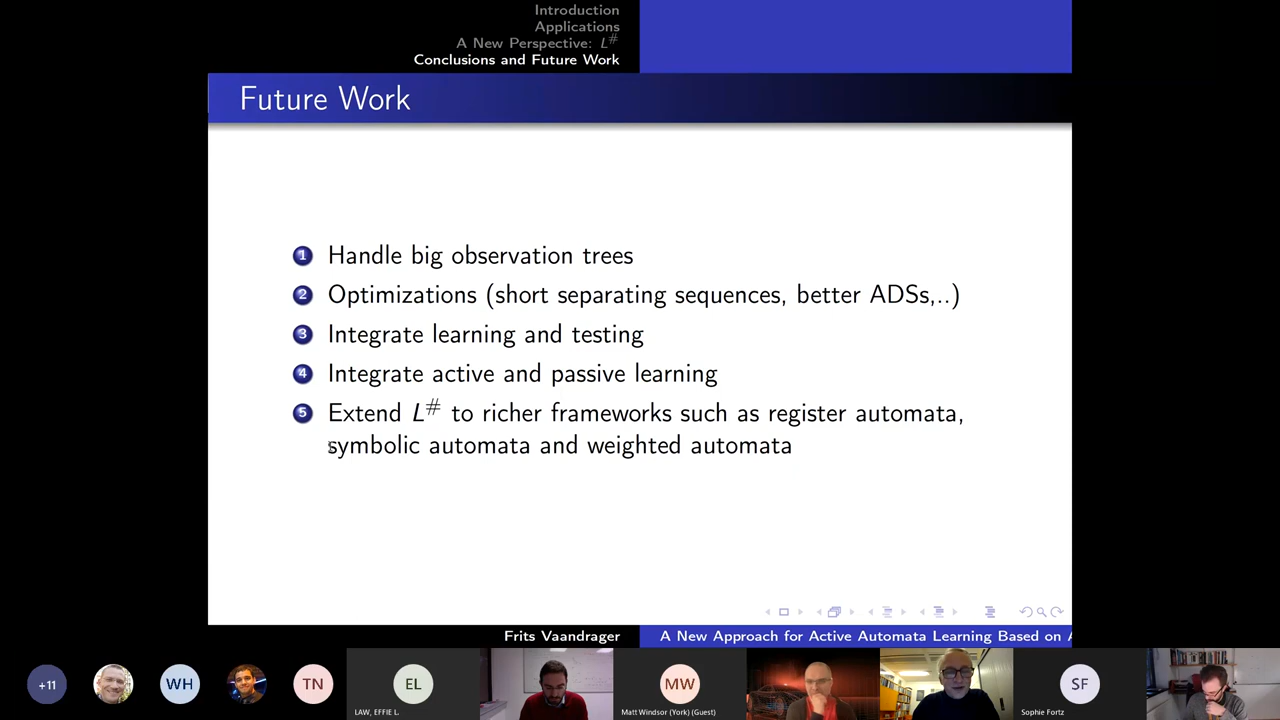 Introduction
Applications
A New Perspective: L#
Conclusions and Future Work
Future Work
1 Handle big observation trees
2 Optimizations (short separating sequences, better ADSs,..)
3 Integrate learning and testing
4 Integrate active and passive learning
5 Extend L# to richer frameworks such as register automata,
symbolic automata and weighted automata
Frits Vaandrager
A New Approach for Active Automata Learning Based on A
+11
WH
TN
EL
LAW, EFFIE L.
MW
Matt Windsor (York) (Guest)
SF
Sophie Fortz